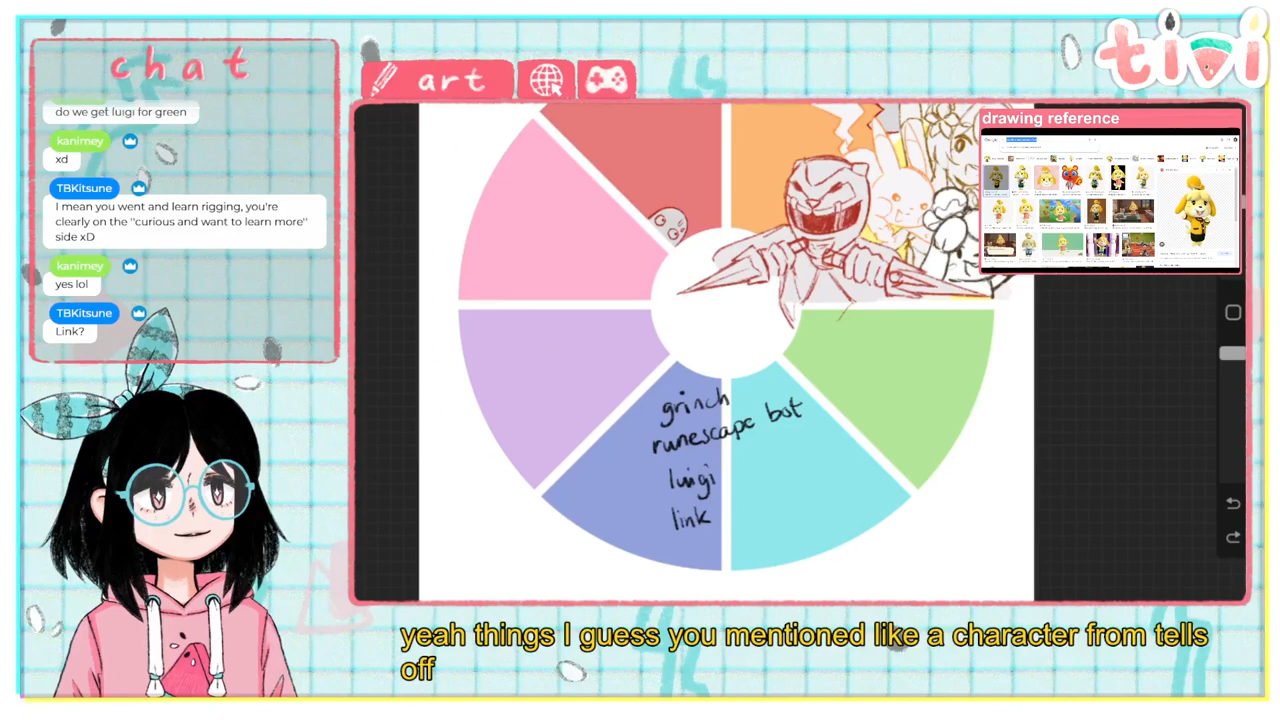 chat
do we get luigi for green
kanimey
xd
TBKitsune
I mean you went and learn rigging, you're
clearly on the "curious and want to learn more"
side xD
kanimey
yes lol
TBKitsune
Link?
art
tivi
drawing reference
grinch
runescape bot
luigi
link
yeah things I guess you mentioned like a character from tells
off